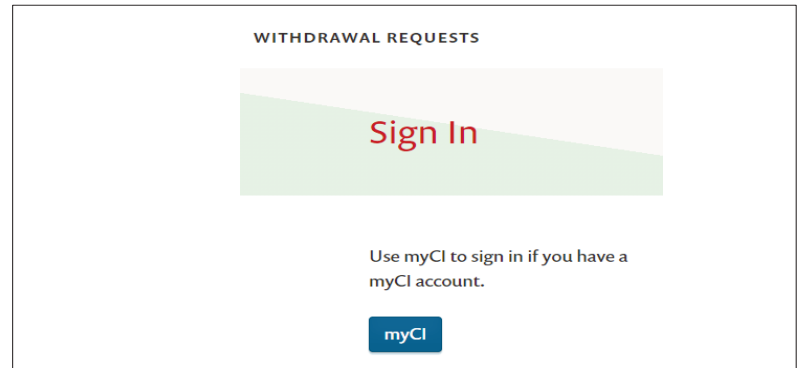 WITHDRAWAL REQUESTS
Sign In
Use myCI to sign in if you have a
myCI account.
myCI